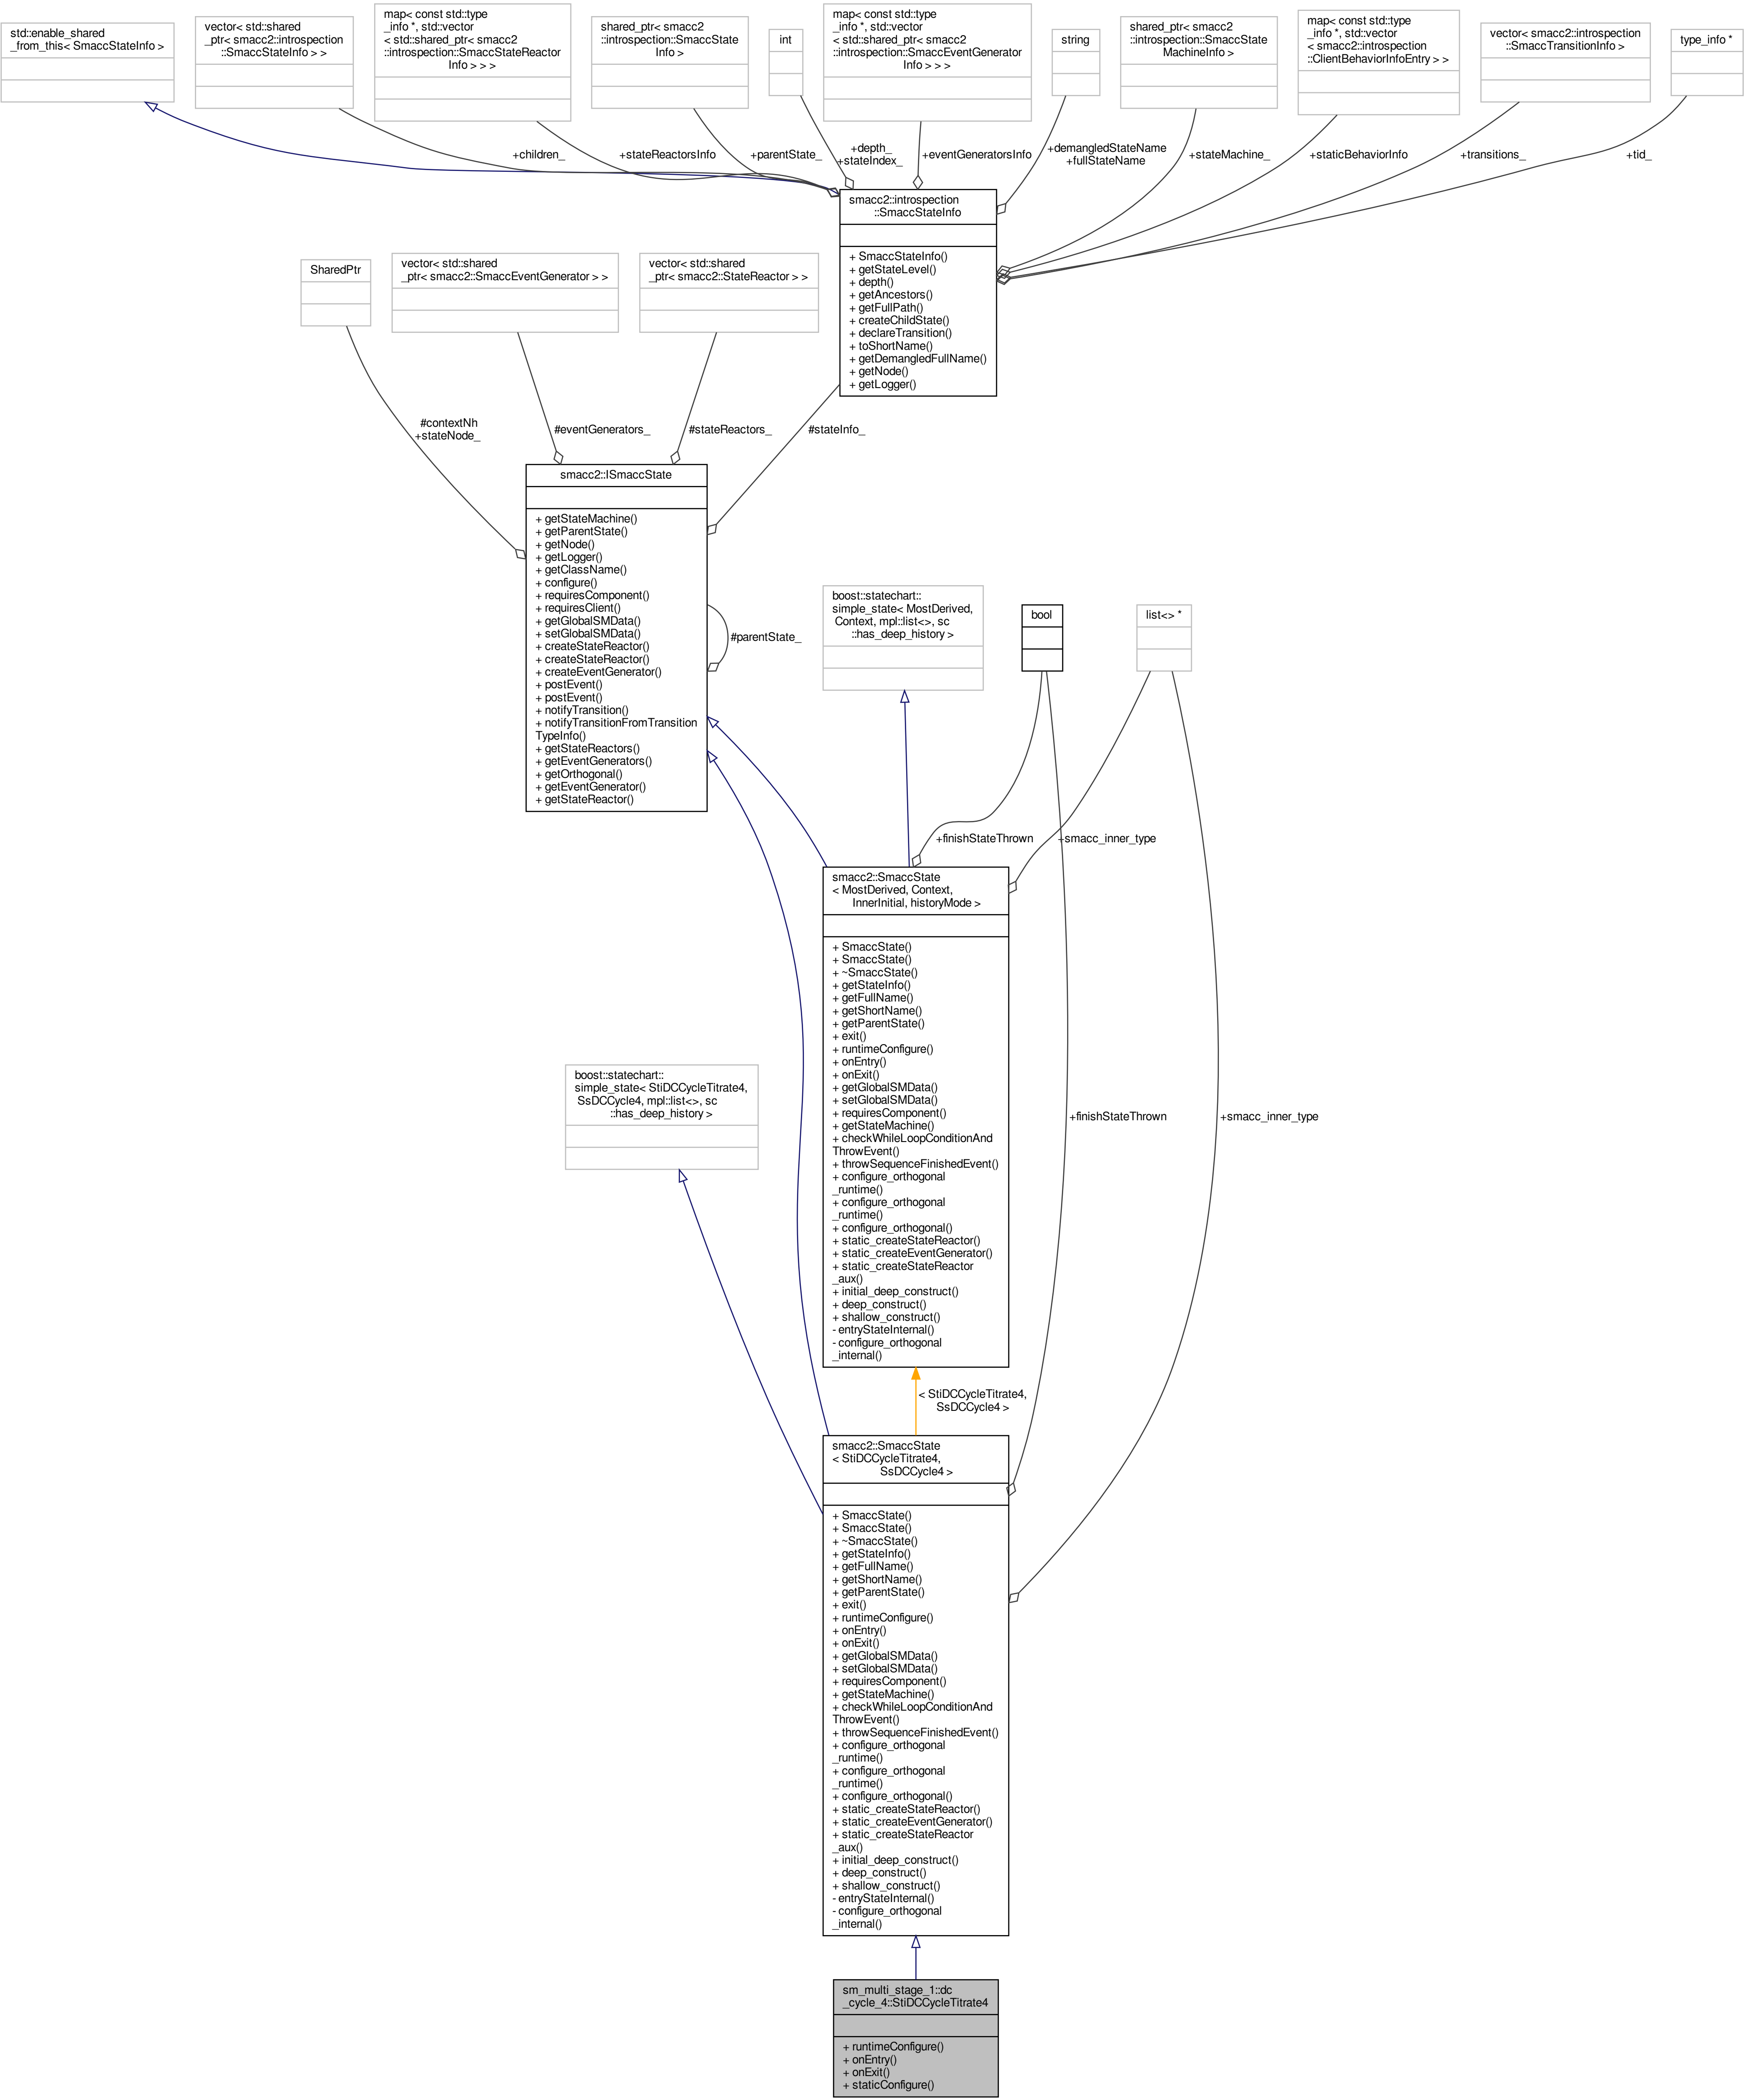 std::enable_shared
_from_this< SmaccStateInfo >
vector< std::shared
_ptr< smacc2::introspection
::SmaccStateInfo > >
map< const std::type
_info *, std::vector
< std::shared_ptr< smacc2
::introspection::SmaccStateReactor
Info > > >
shared_ptr< smacc2
::introspection::SmaccState
Info >
int
map< const std::type
_info *, std::vector
< std::shared_ptr< smacc2
::introspection::SmaccEventGenerator
Info > > >
string
shared_ptr< smacc2
::introspection::SmaccState
MachineInfo >
map< const std::type
_info *, std::vector
< smacc2::introspection
::ClientBehaviorInfoEntry > >
vector< smacc2::introspection
::SmaccTransitionInfo >
type_info *
+children_
+stateReactorsInfo
+parentState_
+depth_
+stateIndex_
+eventGeneratorsInfo
+demangledStateName
+fullStateName
+stateMachine_
+staticBehaviorInfo
+transitions_
+tid_
smacc2::introspection
::SmaccStateInfo
+ SmaccStateInfo()
+ getStateLevel()
+ depth()
+ getAncestors()
+ getFullPath()
+ createChildState()
+ declareTransition()
+ toShortName()
+ getDemangledFullName()
+ getNode()
+ getLogger()
SharedPtr
vector< std::shared
_ptr< smacc2::SmaccEventGenerator > >
vector< std::shared
_ptr< smacc2::StateReactor > >
#contextNh
+stateNode_
#eventGenerators_
#stateReactors_
#stateInfo_
smacc2::ISmaccState
+ getStateMachine()
+ getParentState()
+ getNode()
+ getLogger()
+ getClassName()
+ configure()
+ requiresComponent()
+ requiresClient()
+ getGlobalSMData()
+ setGlobalSMData()
+ createStateReactor()
+ createStateReactor()
+ createEventGenerator()
+ postEvent()
+ postEvent()
+ notifyTransition()
+ notifyTransitionFromTransition
TypeInfo()
+ getStateReactors()
+ getEventGenerators()
+ getOrthogonal()
+ getEventGenerator()
+ getStateReactor()
#parentState_
boost::statechart::
simple_state< MostDerived,
Context, mpl::list<>, sc
::has_deep_history >
bool
list<> *
+finishStateThrown
+smacc_inner_type
smacc2::SmaccState
< MostDerived, Context,
InnerInitial, historyMode >
+ SmaccState()
+ SmaccState()
+ ~SmaccState()
+ getStateInfo()
+ getFullName()
+ getShortName()
+ getParentState()
+ exit()
+ runtimeConfigure()
+ onEntry()
+ onExit()
+ getGlobalSMData()
+ setGlobalSMData()
+ requiresComponent()
+ getStateMachine()
+ checkWhileLoopConditionAnd
ThrowEvent()
+ throwSequenceFinishedEvent()
+ configure_orthogonal
_runtime()
+ configure_orthogonal
_runtime()
+ configure_orthogonal()
+ static_createStateReactor()
+ static_createEventGenerator()
+ static_createStateReactor
_aux()
+ initial_deep_construct()
+ deep_construct()
+ shallow_construct()
- entryStateInternal()
- configure_orthogonal
_internal()
boost::statechart::
simple_state< StiDCCycleTitrate4,
SsDCCycle4, mpl::list<>, sc
::has_deep_history >
+finishStateThrown
+smacc_inner_type
< StiDCCycleTitrate4,
SsDCCycle4 >
smacc2::SmaccState
< StiDCCycleTitrate4,
SsDCCycle4 >
+ SmaccState()
+ SmaccState()
+ ~SmaccState()
+ getStateInfo()
+ getFullName()
+ getShortName()
+ getParentState()
+ exit()
+ runtimeConfigure()
+ onEntry()
+ onExit()
+ getGlobalSMData()
+ setGlobalSMData()
+ requiresComponent()
+ getStateMachine()
+ checkWhileLoopConditionAnd
ThrowEvent()
+ throwSequenceFinishedEvent()
+ configure_orthogonal
_runtime()
+ configure_orthogonal
_runtime()
+ configure_orthogonal()
+ static_createStateReactor()
+ static_createEventGenerator()
+ static_createStateReactor
_aux()
+ initial_deep_construct()
+ deep_construct()
+ shallow_construct()
- entryStateInternal()
- configure_orthogonal
_internal()
sm_multi_stage_1::dc
_cycle_4::StiDCCycleTitrate4
+ runtimeConfigure()
+ onEntry()
+ onExit()
+ staticConfigure()